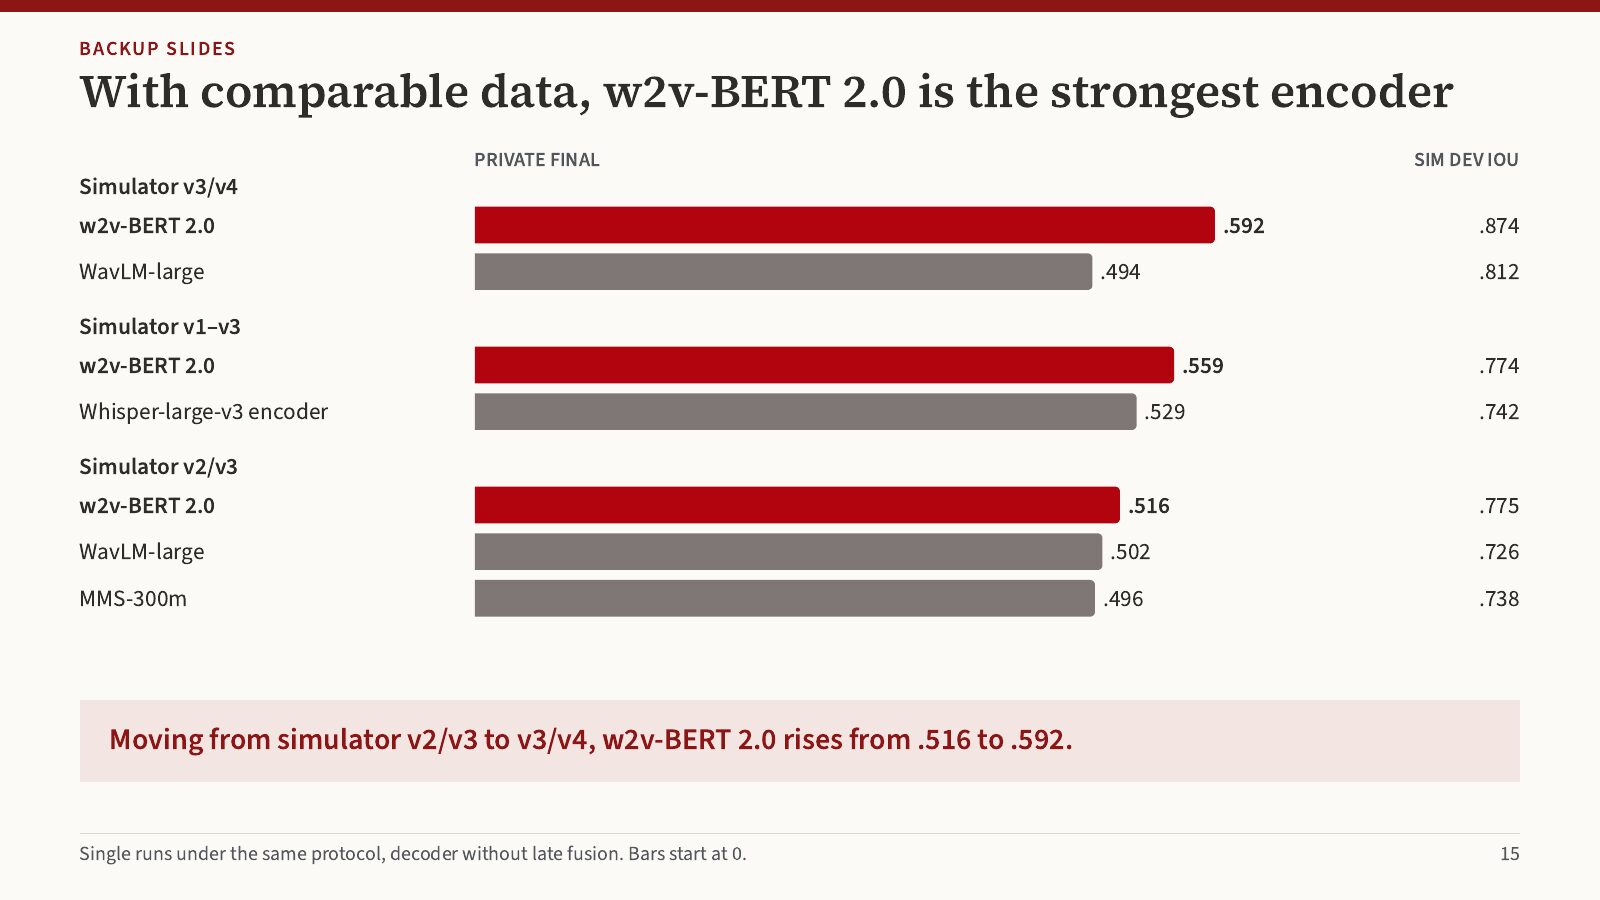 BACKUP SLIDES
With comparable data, w2v-BERT 2.0 is the strongest encoder
PRIVATE FINAL SIM DEV IOU
Simulator v3/v4
w2v-BERT 2.0 .592 .874
WavLM-large .494 .812
Simulator v1–v3
w2v-BERT 2.0 .559 .774
Whisper-large-v3 encoder .529 .742
Simulator v2/v3
w2v-BERT 2.0 .516 .775
WavLM-large .502 .726
MMS-300m .496 .738
Moving from simulator v2/v3 to v3/v4, w2v-BERT 2.0 rises from .516 to .592.
Single runs under the same protocol, decoder without late fusion. Bars start at 0. 15